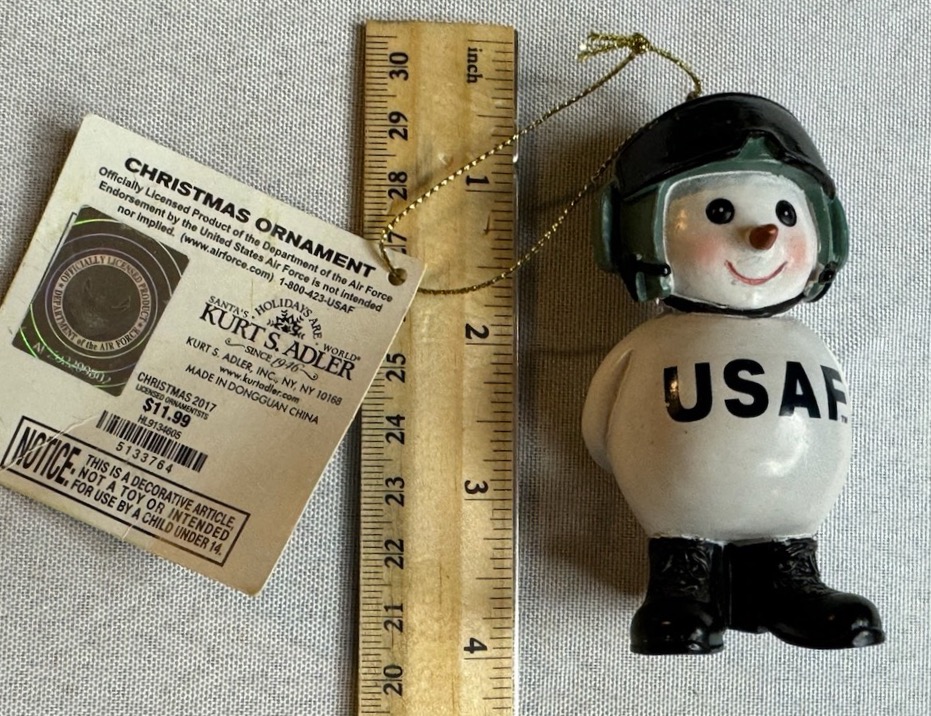 CHRISTMAS ORNAMENT
Officially Licensed Product of the Department of the Air Force
Endorsement by the United States Air Force is not intended
nor Implied. (www.airforce.com) 1-800-423-USAF
OFFICIALLY LICENSED PRODUCT
DEPARTMENT of the AIR FORCE
SANTA'S HOLIDAYS ARE WORLD®
KURT S. ADLER
SINCE 1946
KURT S. ADLER, INC., NY, NY 10168
www.kurtadler.com
MADE IN DONGGUAN CHINA
CHRISTMAS 2017
LICENSED ORNAMENTSTS
$11.99
HL9134605
5133764
NOTICE:
THIS IS A DECORATIVE ARTICLE,
NOT A TOY OR INTENDED
FOR USE BY A CHILD UNDER 14.
30
29
28
27
25
24
23
22
21
20
inch
1
2
3
4
USAF